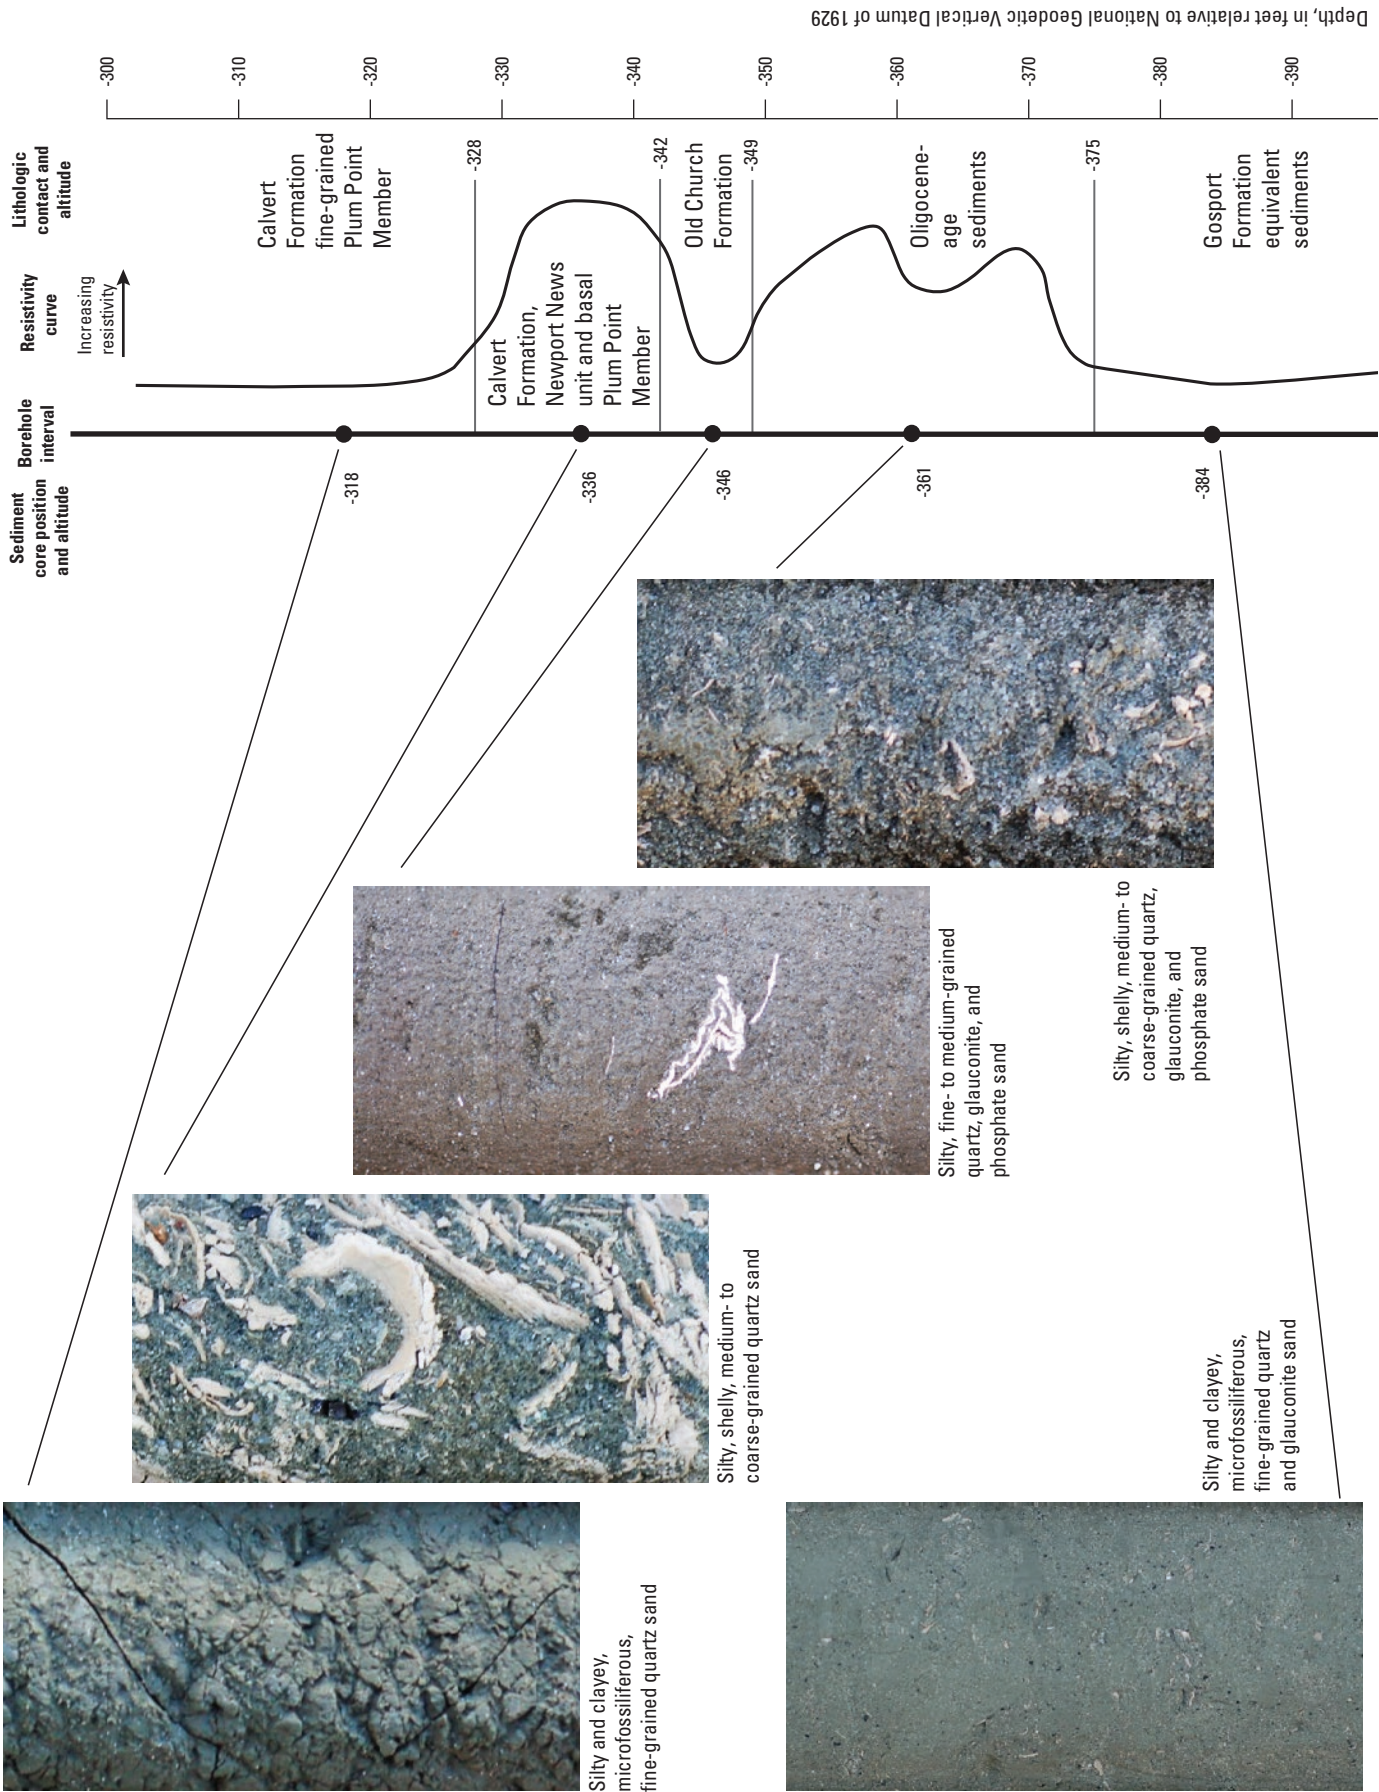 Sediment
core position
and altitude
Borehole
interval
Resistivity
curve
Lithologic
contact and
altitude
Increasing
resistivity
Depth, in feet relative to National Geodetic Vertical Datum of 1929
-300
-310
-320
-330
-340
-350
-360
-370
-380
-390
Calvert
Formation
fine-grained
Plum Point
Member
-328
Calvert
Formation,
Newport News
unit and basal
Plum Point
Member
-342
Old Church
Formation
-349
Oligocene-
age
sediments
-375
Gosport
Formation
equivalent
sediments
-318
-336
-346
-361
-384
Silty and clayey,
microfossiliferous,
fine-grained quartz sand
Silty, shelly, medium- to
coarse-grained quartz sand
Silty, fine- to medium-grained
quartz, glauconite, and
phosphate sand
Silty, shelly, medium- to
coarse-grained quartz,
glauconite, and
phosphate sand
Silty and clayey,
microfossiliferous,
fine-grained quartz
and glauconite sand